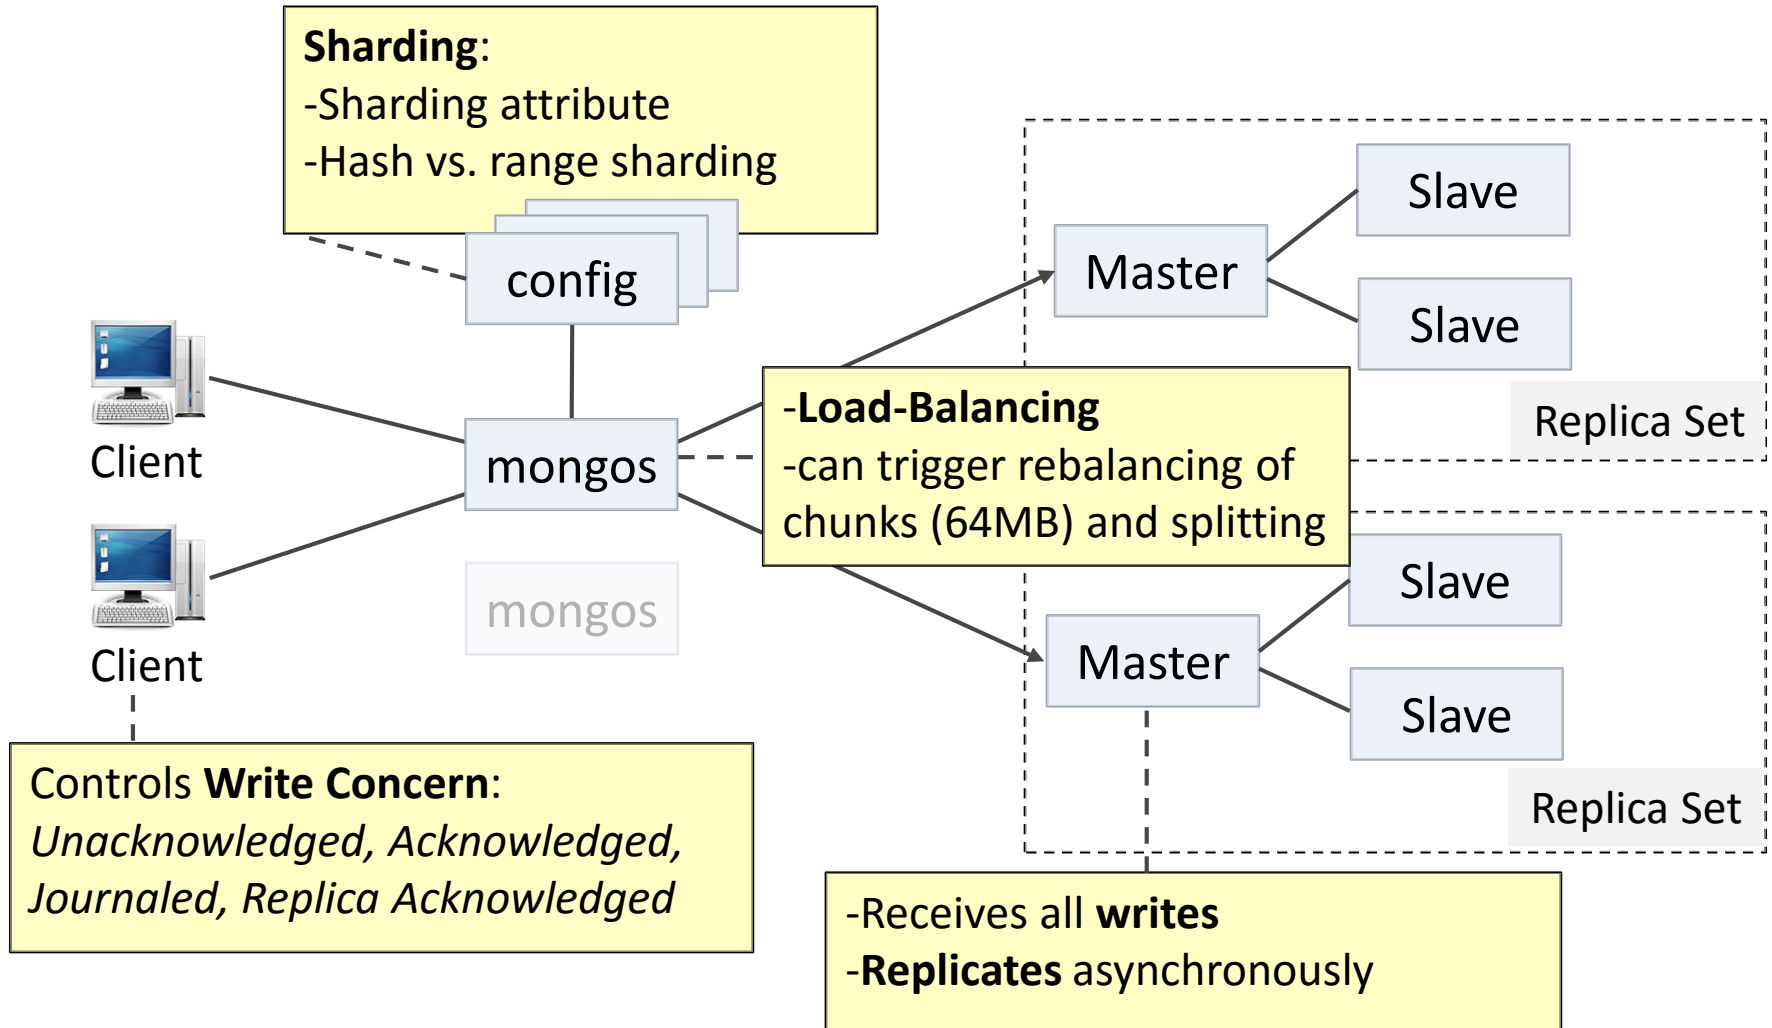 Sharding:
-Sharding attribute
-Hash vs. range sharding
config
Client
Client
mongos
mongos
Controls Write Concern:
Unacknowledged, Acknowledged,
Journaled, Replica Acknowledged
-Load-Balancing
-can trigger rebalancing of
chunks (64MB) and splitting
Master
Slave
Slave
Replica Set
Master
Slave
Slave
Replica Set
-Receives all writes
-Replicates asynchronously